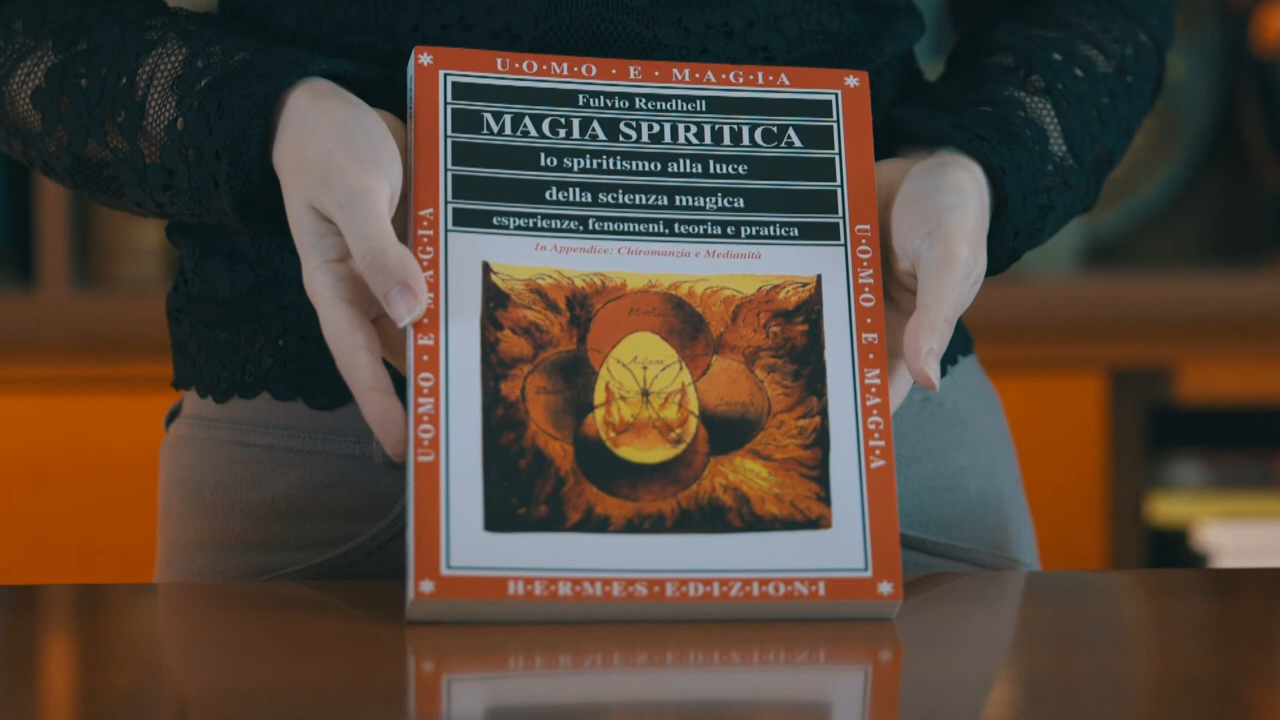 U·O·M·O · E · M·A·G·I·A
Fulvio Rendhell
MAGIA SPIRITICA
lo spiritismo alla luce
della scienza magica
esperienze, fenomeni, teoria e pratica
In Appendice: Chiromanzia e Medianità
U·O·M·O · E · M·A·G·I·A
U·O·M·O · E · M·A·G·I·A
Adam
H·E·R·M·E·S · E·D·I·Z·I·O·N·I